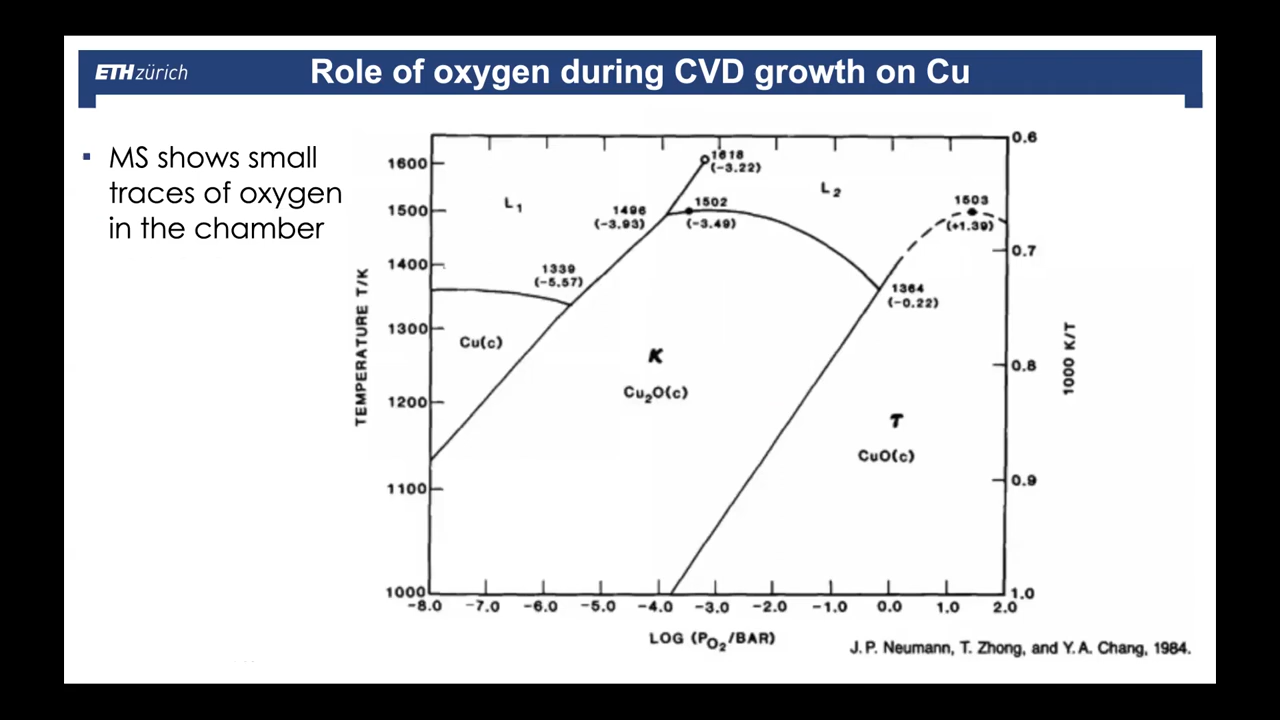 ETH zürich
Role of oxygen during CVD growth on Cu
▪ MS shows small
traces of oxygen
in the chamber
TEMPERATURE T/K
1600
1500
1400
1300
1200
1100
1000
L1
1618
(-3.22)
L2
1496
(-3.93)
1502
(-3.49)
1503
(+1.39)
1339
(-5.57)
1364
(-0.22)
Cu(c)
K
Cu2O(c)
T
CuO(c)
0.6
0.7
0.8
0.9
1.0
1000 K/T
-8.0 -7.0 -6.0 -5.0 -4.0 -3.0 -2.0 -1.0 0.0 1.0 2.0
LOG (PO2/BAR)
J.P. Neumann, T. Zhong, and Y.A. Chang, 1984.